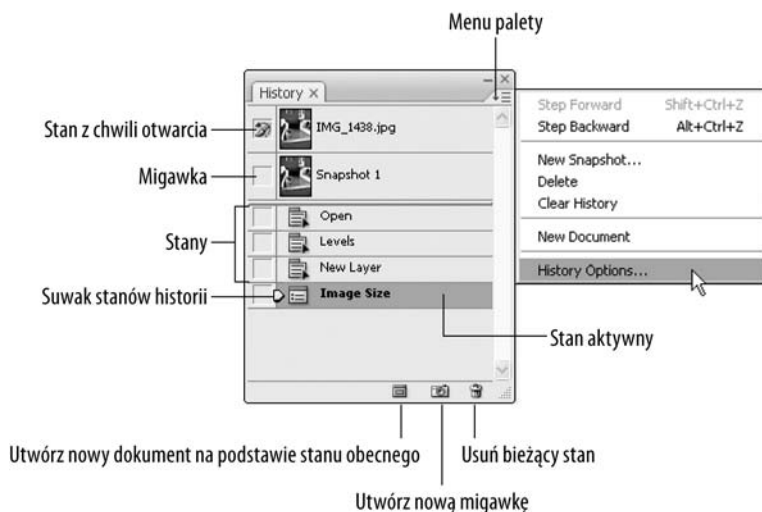 Menu palety
History ×
Stan z chwili otwarcia
IMG_1438.jpg
Step Forward Shift+Ctrl+Z
Step Backward Alt+Ctrl+Z
Migawka
Snapshot 1
New Snapshot...
Delete
Clear History
Stany
Open
Levels
New Layer
New Document
Suwak stanów historii
Image Size
History Options...
Stan aktywny
Utwórz nowy dokument na podstawie stanu obecnego
Usuń bieżący stan
Utwórz nową migawkę